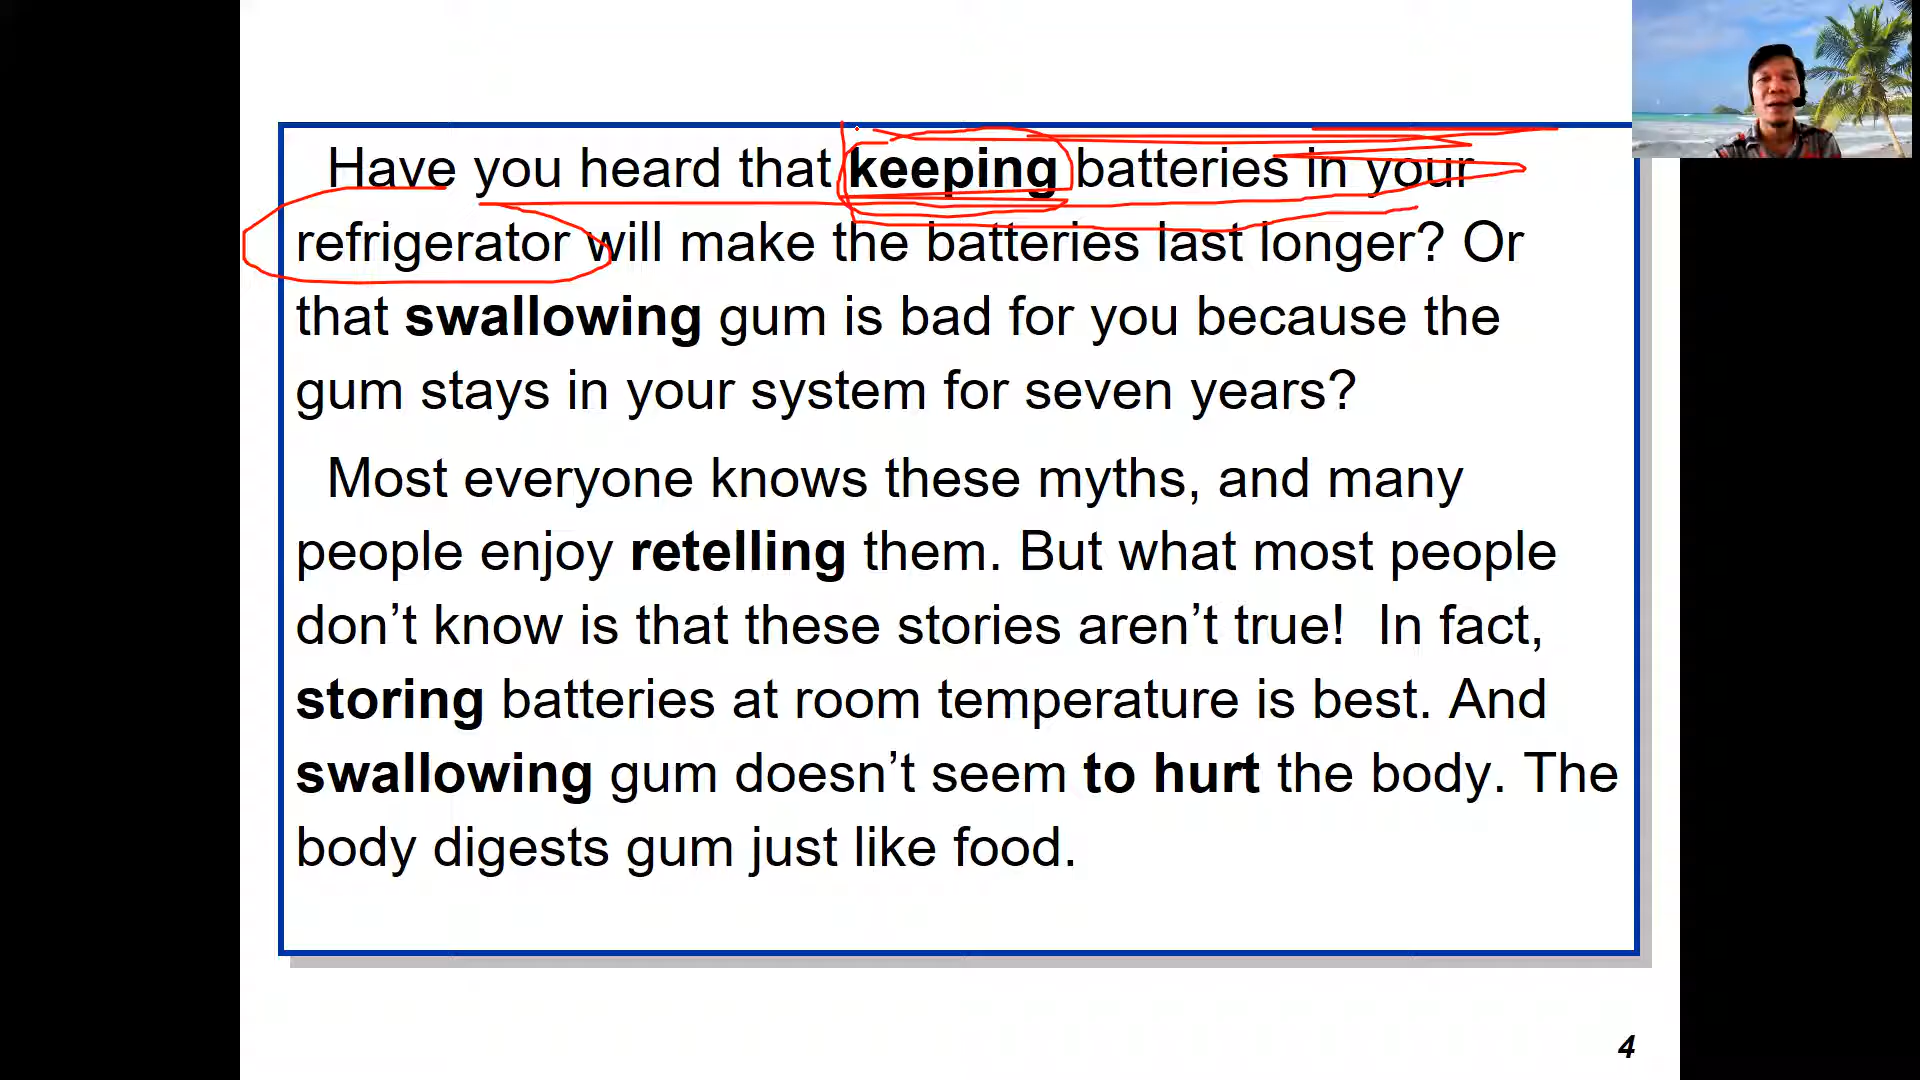 Have you heard that keeping batteries in your
refrigerator will make the batteries last longer? Or
that swallowing gum is bad for you because the
gum stays in your system for seven years?
Most everyone knows these myths, and many
people enjoy retelling them. But what most people
don’t know is that these stories aren’t true!  In fact,
storing batteries at room temperature is best. And
swallowing gum doesn’t seem to hurt the body. The
body digests gum just like food.
4